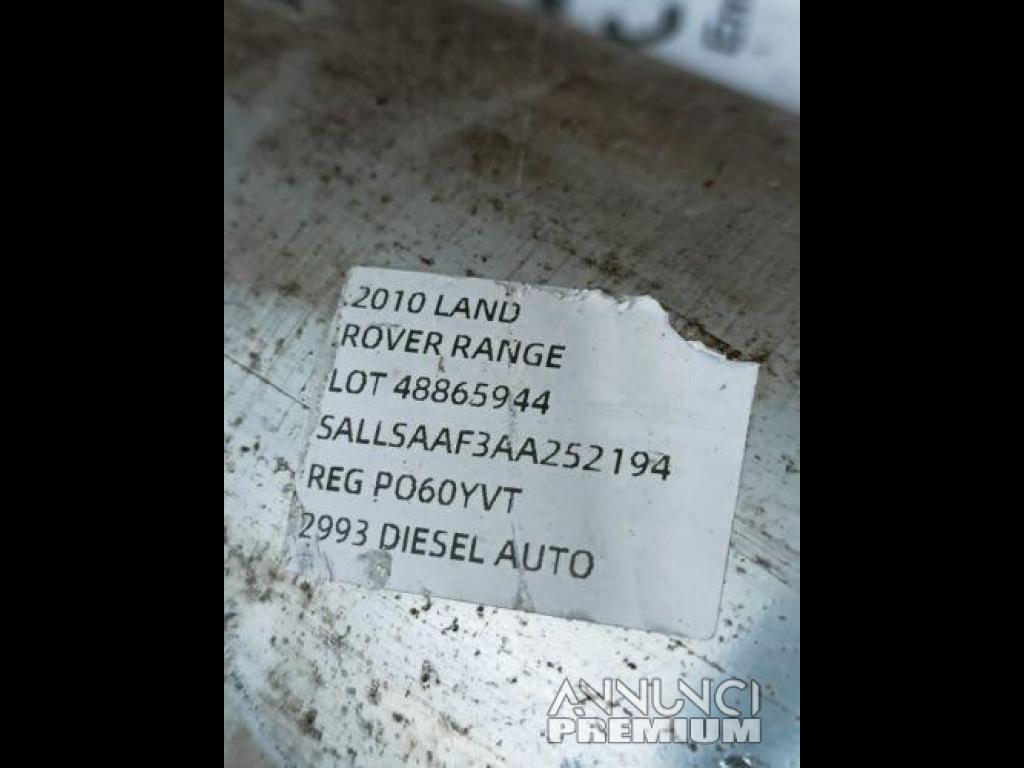 2010 LAND
ROVER RANGE
LOT 48865944
SALLSAAF3AA252194
REG PO60YVT
2993 DIESEL AUTO
ANNUNCI
PREMIUM